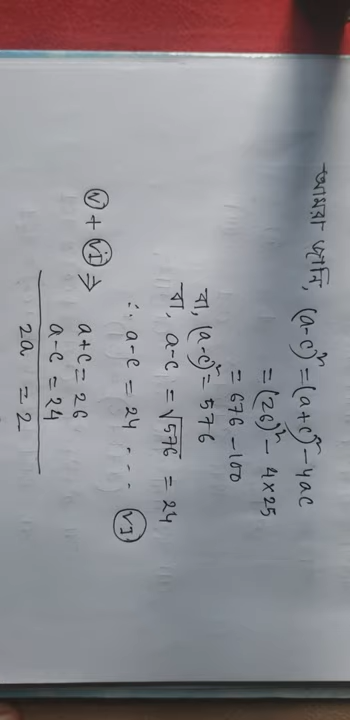 আমরা জানি, (a-c)² = (a+c)² - 4ac
= (26)² - 4×25
= 676 - 100
বা, (a-c)² = 576
বা, a-c = √576 = 24
∴ a-c = 24 - - - (VI)
(V) + (VI) ⇒
a+c = 26
a-c = 24
2a = 2